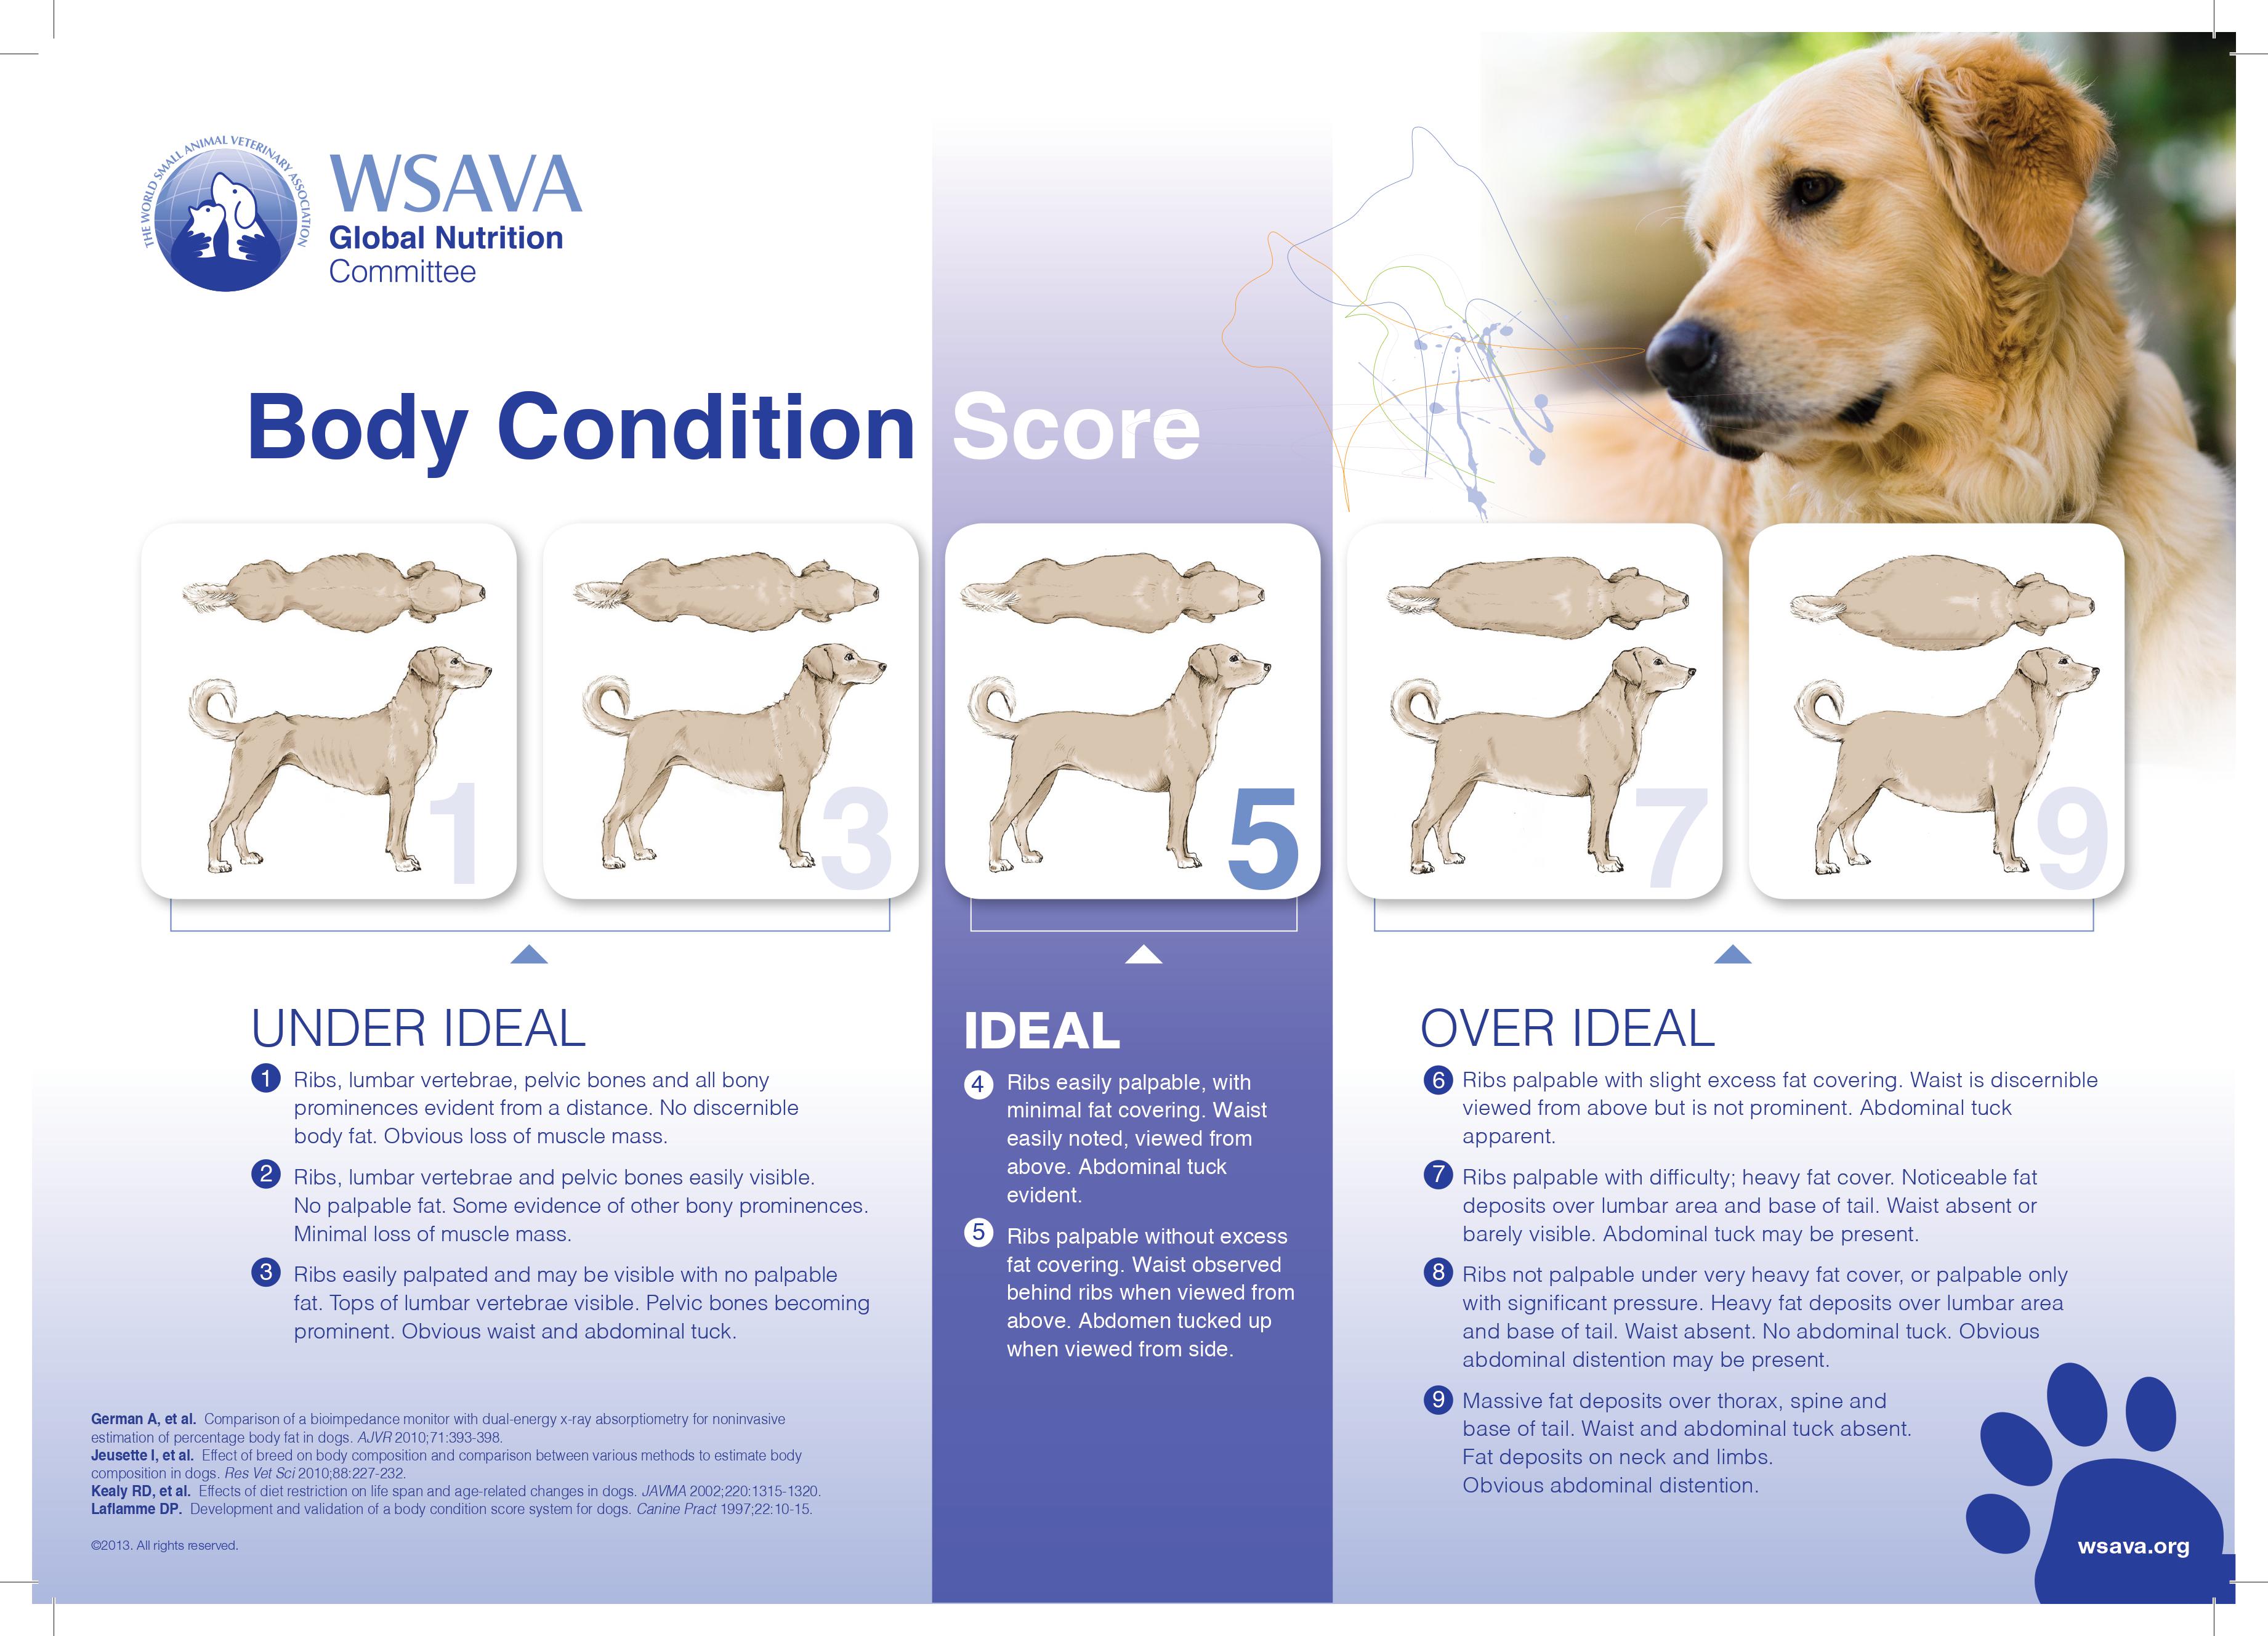 THE WORLD SMALL ANIMAL VETERINARY ASSOCIATION
WSAVA
Global Nutrition
Committee
Body Condition Score
1
3
5
7
9
UNDER IDEAL
1 Ribs, lumbar vertebrae, pelvic bones and all bony
prominences evident from a distance. No discernible
body fat. Obvious loss of muscle mass.
2 Ribs, lumbar vertebrae and pelvic bones easily visible.
No palpable fat. Some evidence of other bony prominences.
Minimal loss of muscle mass.
3 Ribs easily palpated and may be visible with no palpable
fat. Tops of lumbar vertebrae visible. Pelvic bones becoming
prominent. Obvious waist and abdominal tuck.
IDEAL
4 Ribs easily palpable, with
minimal fat covering. Waist
easily noted, viewed from
above. Abdominal tuck
evident.
5 Ribs palpable without excess
fat covering. Waist observed
behind ribs when viewed from
above. Abdomen tucked up
when viewed from side.
OVER IDEAL
6 Ribs palpable with slight excess fat covering. Waist is discernible
viewed from above but is not prominent. Abdominal tuck
apparent.
7 Ribs palpable with difficulty; heavy fat cover. Noticeable fat
deposits over lumbar area and base of tail. Waist absent or
barely visible. Abdominal tuck may be present.
8 Ribs not palpable under very heavy fat cover, or palpable only
with significant pressure. Heavy fat deposits over lumbar area
and base of tail. Waist absent. No abdominal tuck. Obvious
abdominal distention may be present.
9 Massive fat deposits over thorax, spine and
base of tail. Waist and abdominal tuck absent.
Fat deposits on neck and limbs.
Obvious abdominal distention.
German A, et al. Comparison of a bioimpedance monitor with dual-energy x-ray absorptiometry for noninvasive
estimation of percentage body fat in dogs. AJVR 2010;71:393-398.
Jeusette I, et al. Effect of breed on body composition and comparison between various methods to estimate body
composition in dogs. Res Vet Sci 2010;88:227-232.
Kealy RD, et al. Effects of diet restriction on life span and age-related changes in dogs. JAVMA 2002;220:1315-1320.
Laflamme DP. Development and validation of a body condition score system for dogs. Canine Pract 1997;22:10-15.
©2013. All rights reserved.
wsava.org